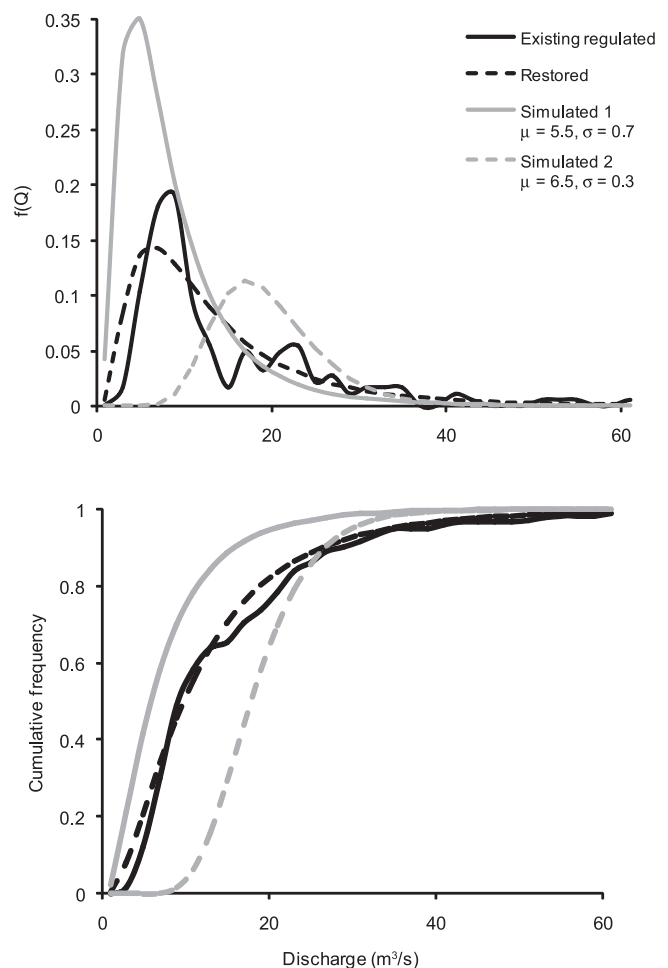 0.35
0.3
0.25
0.2
0.15
0.1
0.05
0
f(Q)
Existing regulated
Restored
Simulated 1
μ = 5.5, σ = 0.7
Simulated 2
μ = 6.5, σ = 0.3
0 20 40 60
1
0.8
0.6
0.4
0.2
0
Cumulative frequency
0 20 40 60
Discharge (m³/s)